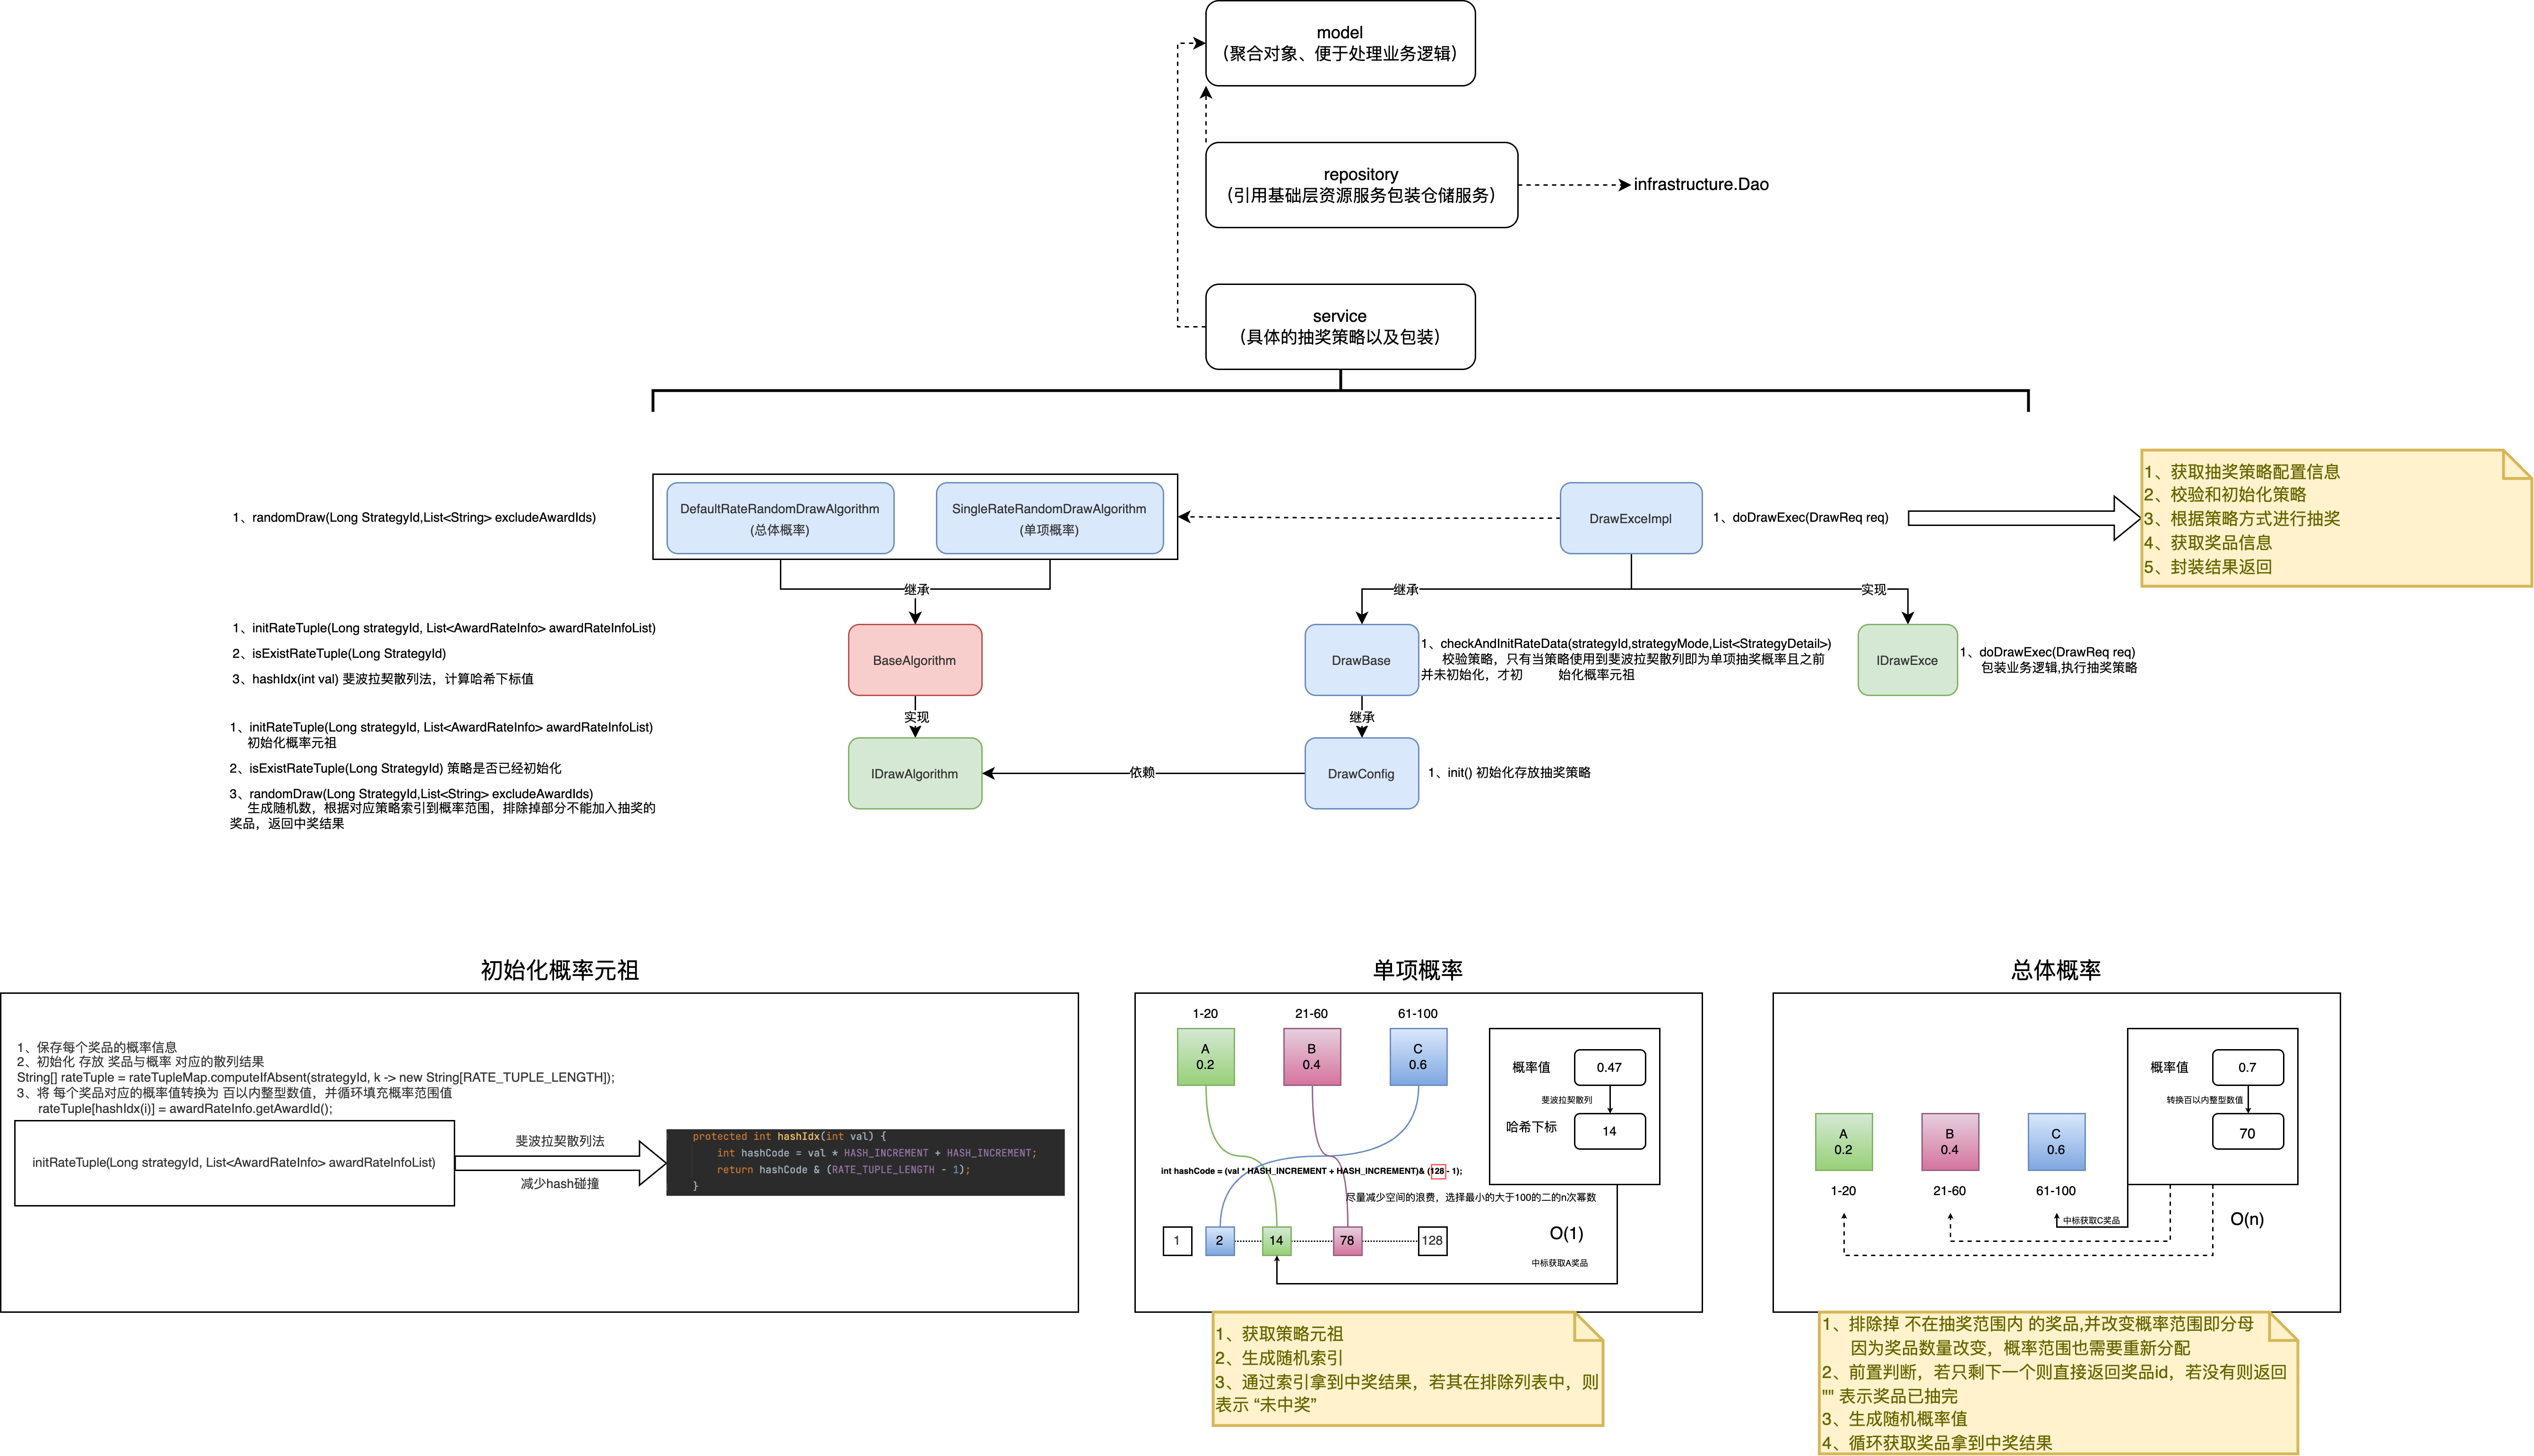 model
（聚合对象、便于处理业务逻辑）
repository
（引用基础层资源服务包装仓储服务）
infrastructure.Dao
service
（具体的抽奖策略以及包装）
1、randomDraw(Long StrategyId,List<String> excludeAwardIds)
DefaultRateRandomDrawAlgorithm
(总体概率)
SingleRateRandomDrawAlgorithm
(单项概率)
DrawExceImpl
1、doDrawExec(DrawReq req)
1、获取抽奖策略配置信息
2、校验和初始化策略
3、根据策略方式进行抽奖
4、获取奖品信息
5、封装结果返回
继承
继承
实现
1、initRateTuple(Long strategyId, List<AwardRateInfo> awardRateInfoList)
2、isExistRateTuple(Long StrategyId)
3、hashIdx(int val) 斐波拉契散列法，计算哈希下标值
BaseAlgorithm
DrawBase
1、checkAndInitRateData(strategyId,strategyMode,List<StrategyDetail>)
校验策略，只有当策略使用到斐波拉契散列即为单项抽奖概率且之前
并未初始化，才初 始化概率元祖
IDrawExce
1、doDrawExec(DrawReq req)
包装业务逻辑,执行抽奖策略
实现
继承
1、initRateTuple(Long strategyId, List<AwardRateInfo> awardRateInfoList)
初始化概率元祖
2、isExistRateTuple(Long StrategyId) 策略是否已经初始化
3、randomDraw(Long StrategyId,List<String> excludeAwardIds)
生成随机数，根据对应策略索引到概率范围，排除掉部分不能加入抽奖的
奖品，返回中奖结果
IDrawAlgorithm
依赖
DrawConfig
1、init() 初始化存放抽奖策略
初始化概率元祖
1、保存每个奖品的概率信息
2、初始化 存放 奖品与概率 对应的散列结果
String[] rateTuple = rateTupleMap.computeIfAbsent(strategyId, k -> new String[RATE_TUPLE_LENGTH]);
3、将 每个奖品对应的概率值转换为 百以内整型数值，并循环填充概率范围值
rateTuple[hashIdx(i)] = awardRateInfo.getAwardId();
initRateTuple(Long strategyId, List<AwardRateInfo> awardRateInfoList)
斐波拉契散列法
减少hash碰撞
protected int hashIdx(int val) {
int hashCode = val * HASH_INCREMENT + HASH_INCREMENT;
return hashCode & (RATE_TUPLE_LENGTH - 1);
}
单项概率
1-20
21-60
61-100
A
0.2
B
0.4
C
0.6
概率值
0.47
斐波拉契散列
哈希下标
14
int hashCode = (val * HASH_INCREMENT + HASH_INCREMENT)& (128 - 1);
尽量减少空间的浪费，选择最小的大于100的二的n次幂数
1
2
14
78
128
O(1)
中标获取A奖品
1、获取策略元祖
2、生成随机索引
3、通过索引拿到中奖结果，若其在排除列表中，则
表示 “未中奖”
总体概率
概率值
0.7
转换百以内整型数值
70
A
0.2
B
0.4
C
0.6
1-20
21-60
61-100
中标获取C奖品
O(n)
1、排除掉 不在抽奖范围内 的奖品,并改变概率范围即分母
因为奖品数量改变，概率范围也需要重新分配
2、前置判断，若只剩下一个则直接返回奖品id，若没有则返回
"" 表示奖品已抽完
3、生成随机概率值
4、循环获取奖品拿到中奖结果